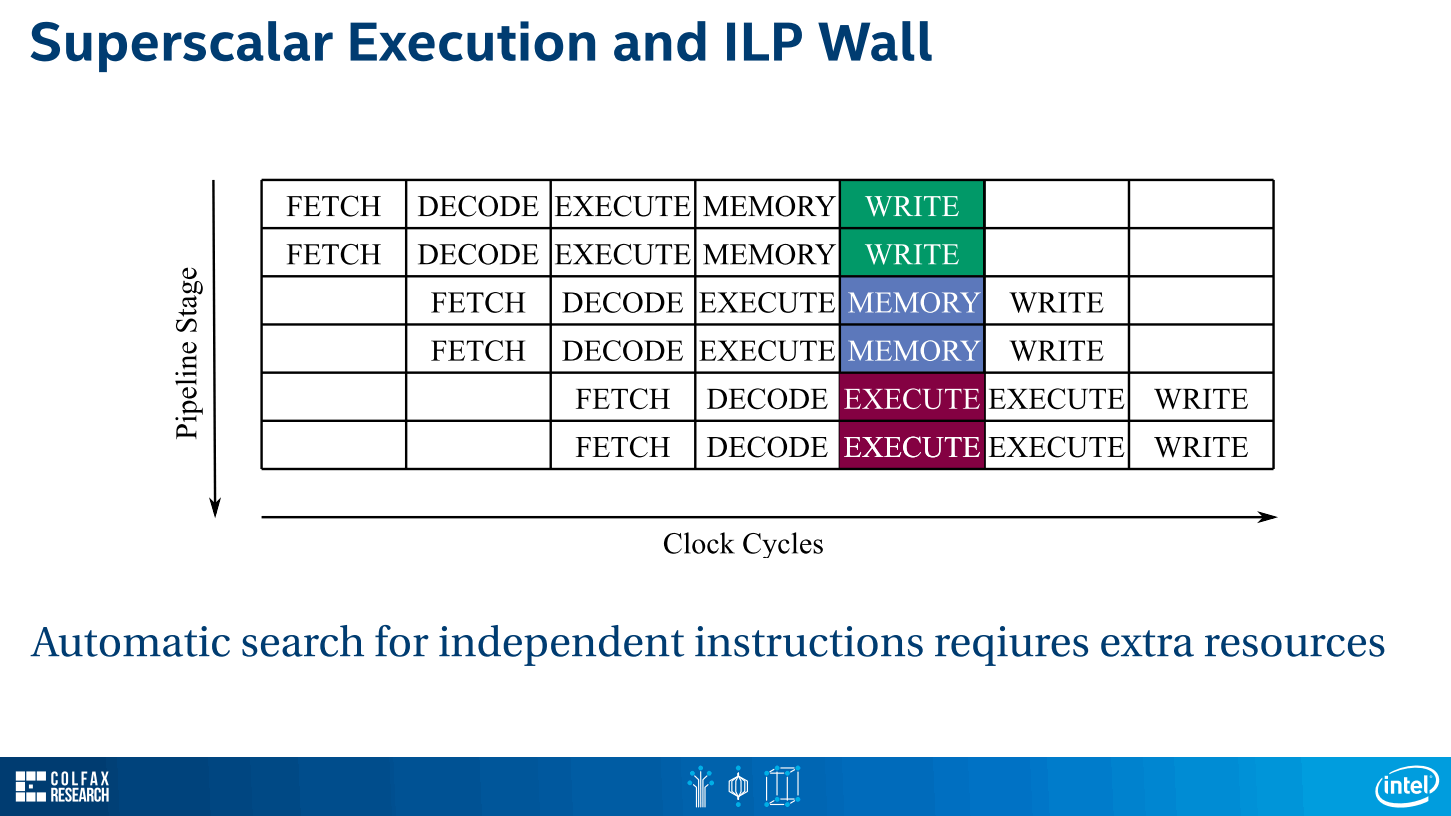 Superscalar Execution and ILP Wall
FETCH DECODE EXECUTE MEMORY WRITE
FETCH DECODE EXECUTE MEMORY WRITE
FETCH DECODE EXECUTE MEMORY WRITE
FETCH DECODE EXECUTE MEMORY WRITE
FETCH DECODE EXECUTE EXECUTE WRITE
FETCH DECODE EXECUTE EXECUTE WRITE
Pipeline Stage
Clock Cycles
Automatic search for independent instructions reqiures extra resources
COLFAX
RESEARCH
intel